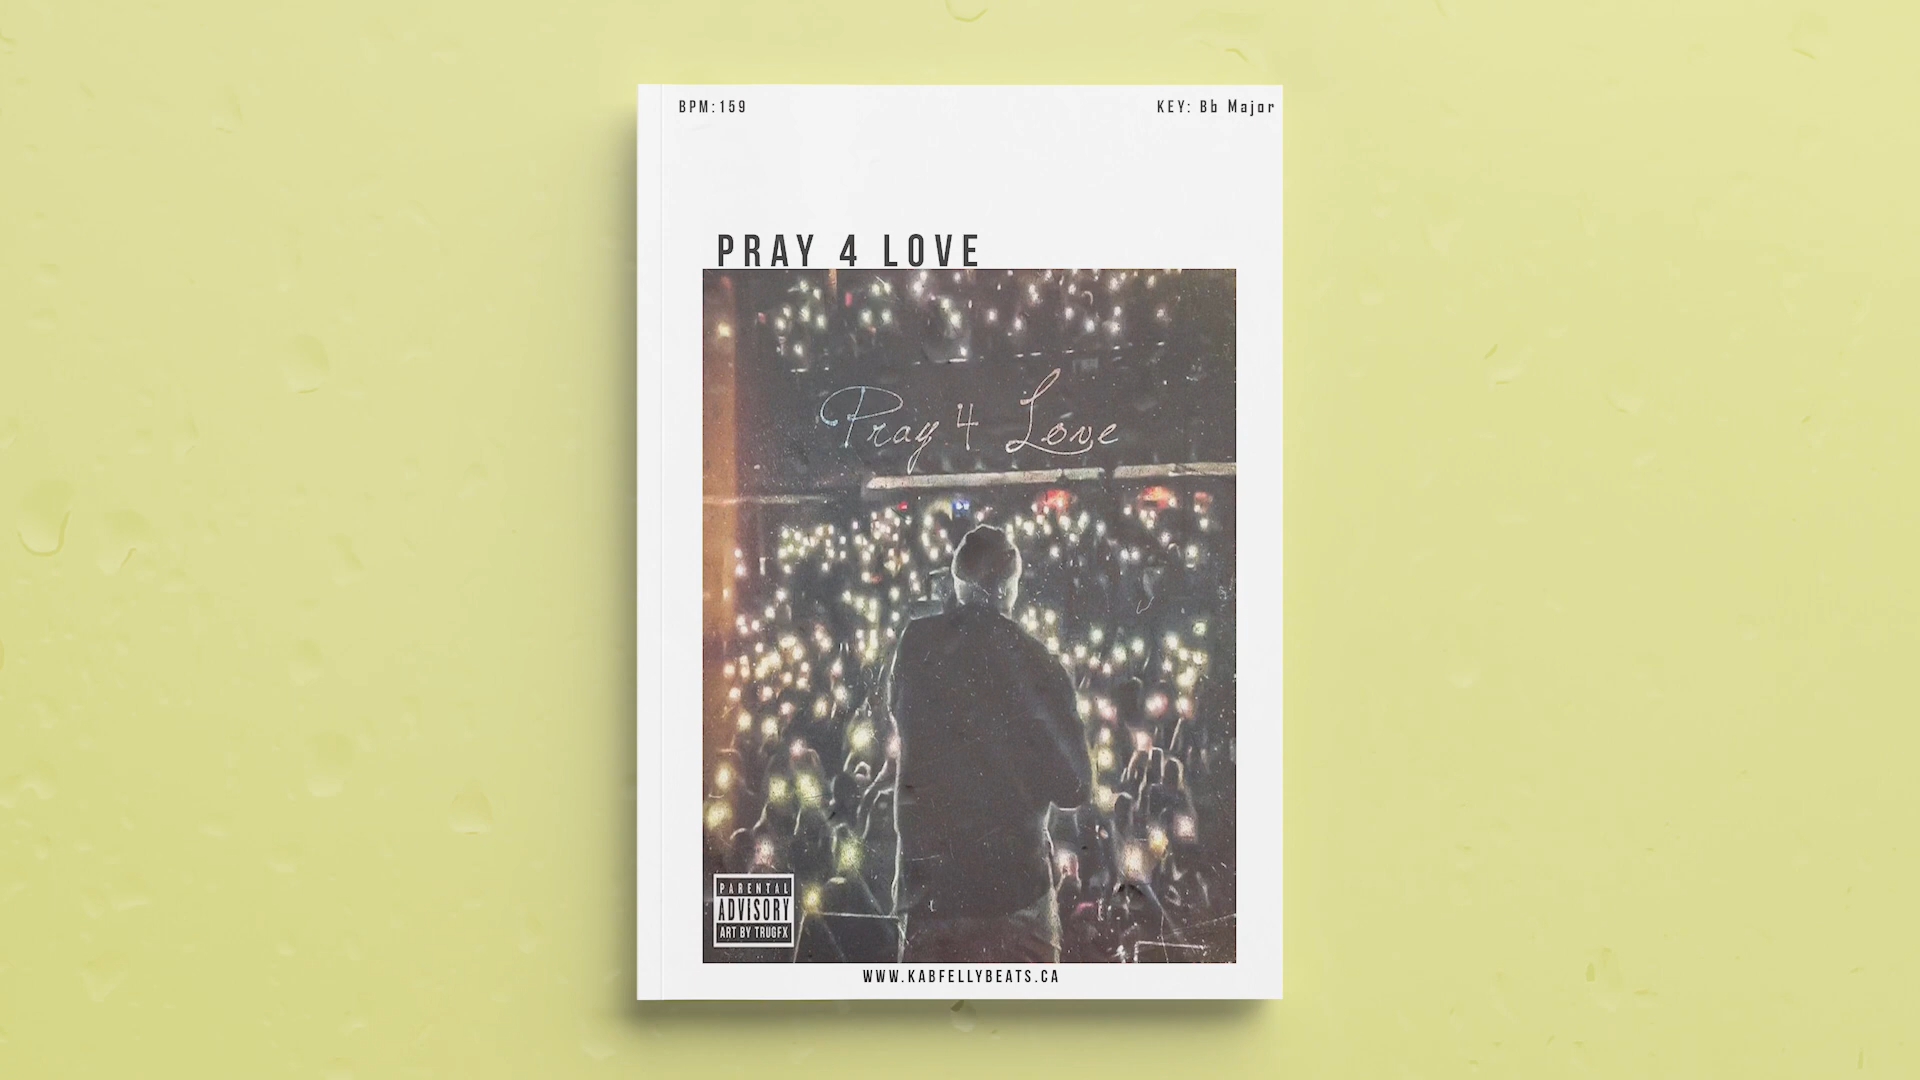 BPM:159
KEY: Bb Major
PRAY 4 LOVE
Pray 4 Love
PARENTAL
ADVISORY
ART BY TRUGFX
WWW.KABFELLYBEATS.CA